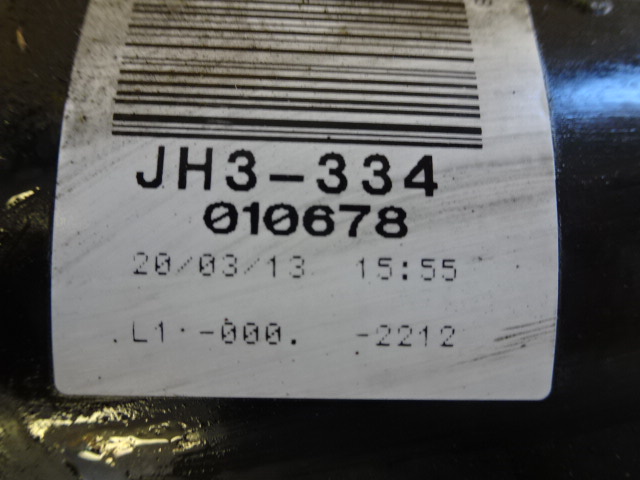 JH3-334
010678
20/03/13 15:55
.L1·-000. -2212